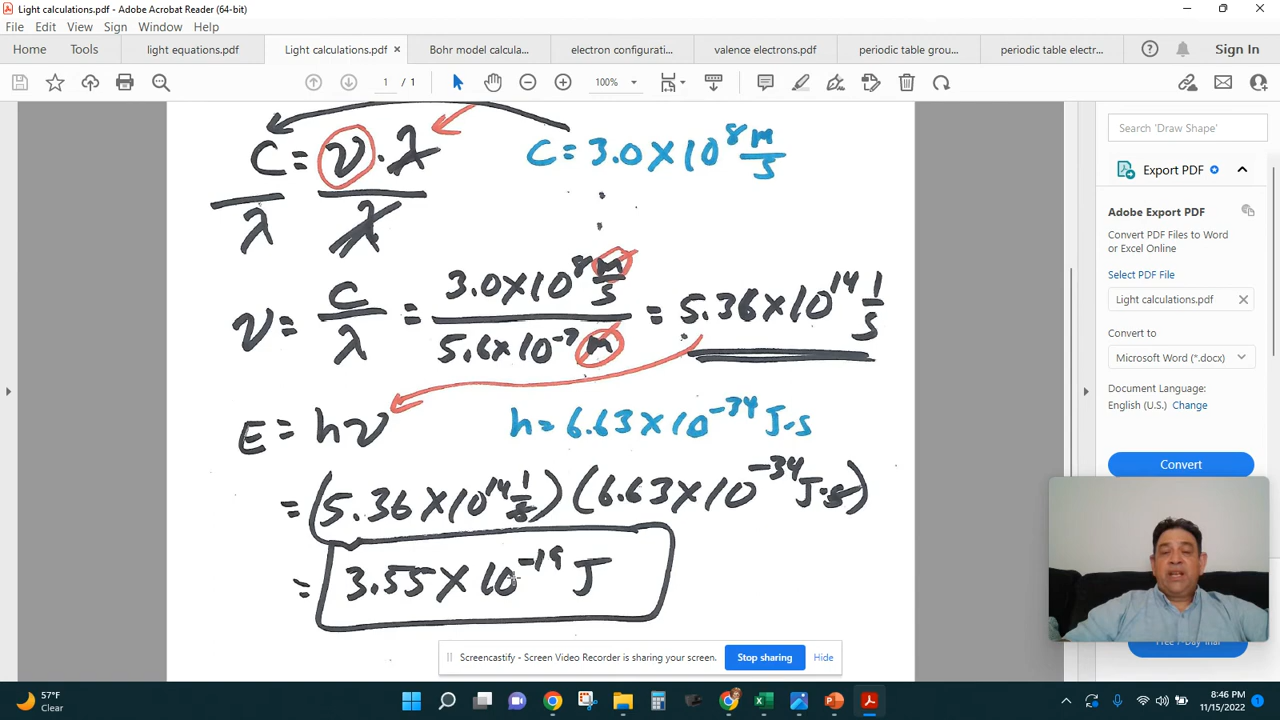 Light calculations.pdf - Adobe Acrobat Reader (64-bit)
File Edit View Sign Window Help
Home Tools light equations.pdf Light calculations.pdf × Bohr model calcula... electron configurati... valence electrons.pdf periodic table grou... periodic table electr... Sign In
1 / 1 100%
C = ν · λ C = 3.0 × 10⁸ m/s
λ λ
ν = C/λ = 3.0×10⁸ m/s / 5.6×10⁻⁷ m = 5.36×10¹⁴ 1/s
E = hν h = 6.63 × 10⁻³⁴ J·s
= (5.36 × 10¹⁴ 1/s) (6.63 × 10⁻³⁴ J·s)
= 3.55 × 10⁻¹⁹ J
Search 'Draw Shape'
Export PDF
Adobe Export PDF
Convert PDF Files to Word
or Excel Online
Select PDF File
Light calculations.pdf ×
Convert to
Microsoft Word (*.docx)
Document Language:
English (U.S.) Change
Convert
Screencastify - Screen Video Recorder is sharing your screen. Stop sharing Hide
57°F
Clear
8:46 PM
11/15/2022